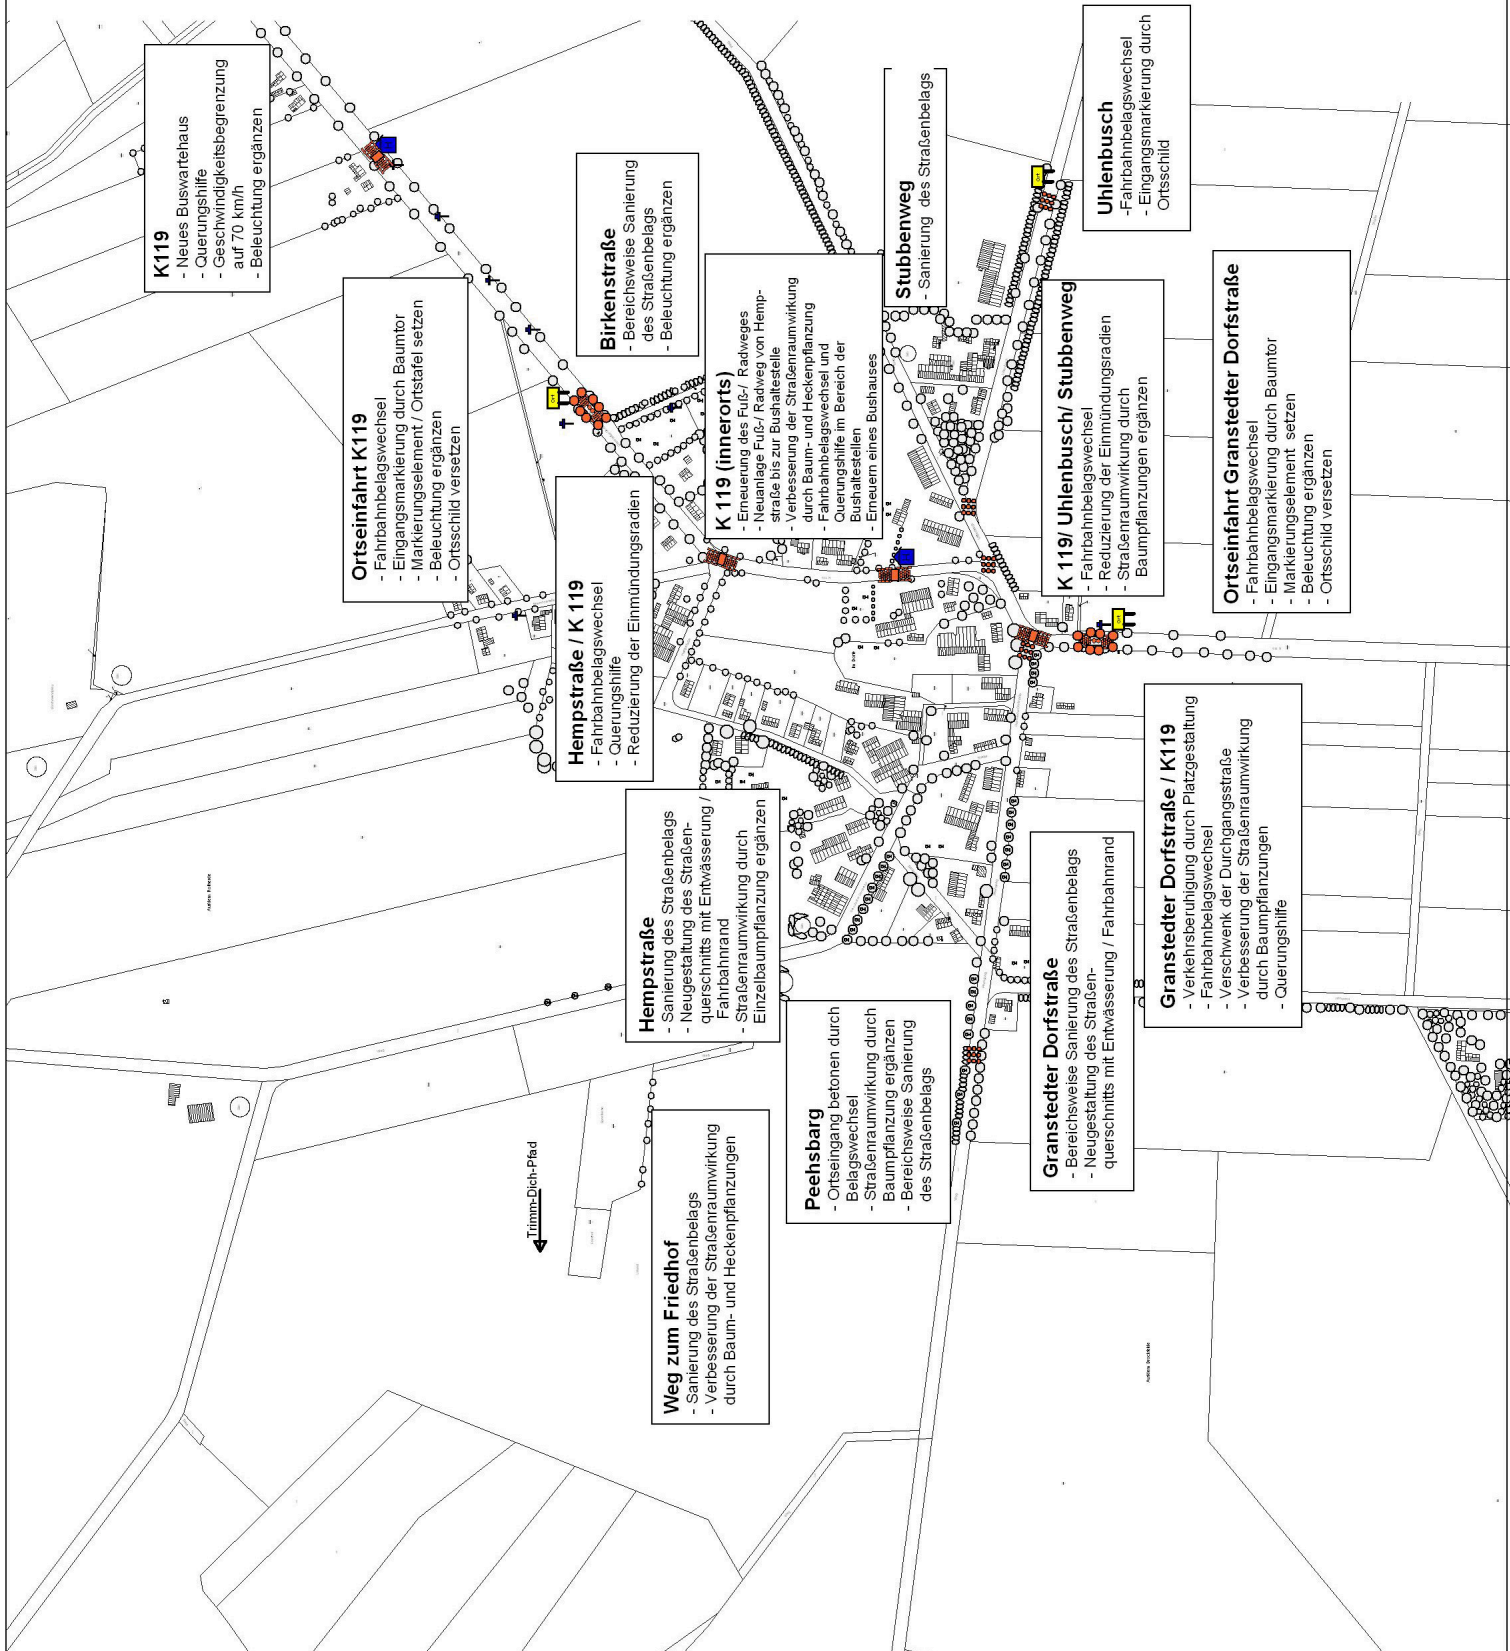 K119
- Neues Buswartehaus
- Querungshilfe
- Geschwindigkeitsbegrenzung
auf 70 km/h
- Beleuchtung ergänzen
Ortseinfahrt K119
- Fahrbahnbelagswechsel
- Eingangsmarkierung durch Baumtor
- Markierungselement / Ortstafel setzen
- Beleuchtung ergänzen
- Ortsschild versetzen
Birkenstraße
- Bereichsweise Sanierung
des Straßenbelags
- Beleuchtung ergänzen
Hempstraße / K 119
- Fahrbahnbelagswechsel
- Querungshilfe
- Reduzierung der Einmündungsradien
K 119 (innerorts)
- Erneuerung des Fuß-/ Radweges
- Neuanlage Fuß-/ Radweg von Hemp-
straße bis zur Bushaltestelle
- Verbesserung der Straßenraumwirkung
durch Baum- und Heckenpflanzung
- Fahrbahnbelagswechsel und
Querungshilfe im Bereich der
Bushaltestellen
- Erneuern eines Bushauses
Stubbenweg
- Sanierung des Straßenbelags
Uhlenbusch
-Fahrbahnbelagswechsel
- Eingangsmarkierung durch
Ortsschild
K 119/ Uhlenbusch/ Stubbenweg
- Fahrbahnbelagswechsel
- Reduzierung der Einmündungsradien
- Straßenraumwirkung durch
Baumpflanzungen ergänzen
Ortseinfahrt Granstedter Dorfstraße
- Fahrbahnbelagswechsel
- Eingangsmarkierung durch Baumtor
- Markierungselement setzen
- Beleuchtung ergänzen
- Ortsschild versetzen
Hempstraße
- Sanierung des Straßenbelags
- Neugestaltung des Straßen-
querschnitts mit Entwässerung /
Fahrbahnrand
- Straßenraumwirkung durch
Einzelbaumpflanzung ergänzen
Granstedter Dorfstraße / K119
- Verkehrsberuhigung durch Platzgestaltung
- Fahrbahnbelagswechsel
- Verschwenk der Durchgangsstraße
- Verbesserung der Straßenraumwirkung
durch Baumpflanzungen
- Querungshilfe
Granstedter Dorfstraße
- Bereichsweise Sanierung des Straßenbelags
- Neugestaltung des Straßen-
querschnitts mit Entwässerung / Fahrbahnrand
Peehsbarg
- Ortseingang betonen durch
Belagswechsel
- Straßenraumwirkung durch
Baumpflanzung ergänzen
- Bereichsweise Sanierung
des Straßenbelags
Weg zum Friedhof
- Sanierung des Straßenbelags
- Verbesserung der Straßenraumwirkung
durch Baum- und Heckenpflanzungen
Trimm-Dich-Pfad